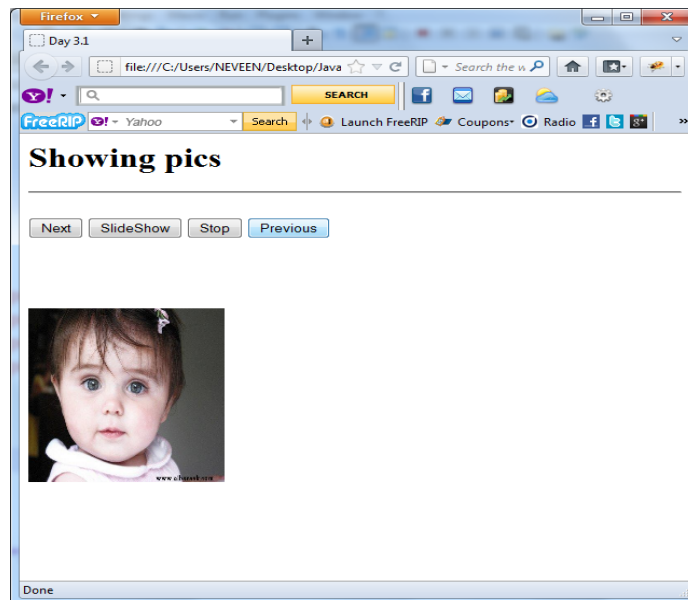 Firefox
Day 3.1
file:///C:/Users/NEVEEN/Desktop/Java
Search the w
Y!
SEARCH
FreeRIP Y! Yahoo Search Launch FreeRIP Coupons Radio
Showing pics
Next SlideShow Stop Previous
Done